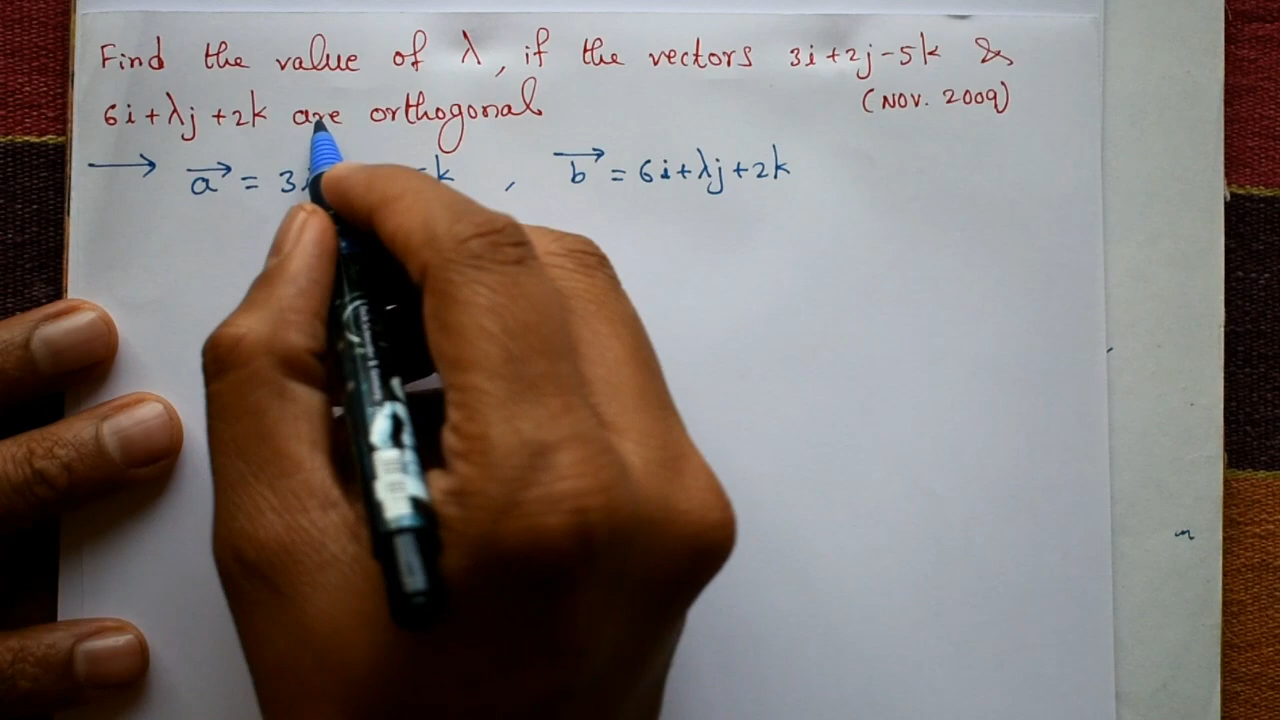 Find the value of λ, if the vectors 3i+2j-5k &
6i+λj+2k are orthogonal (NOV. 2009)
→ a⃗ = 3i k , b⃗ = 6i+λj+2k